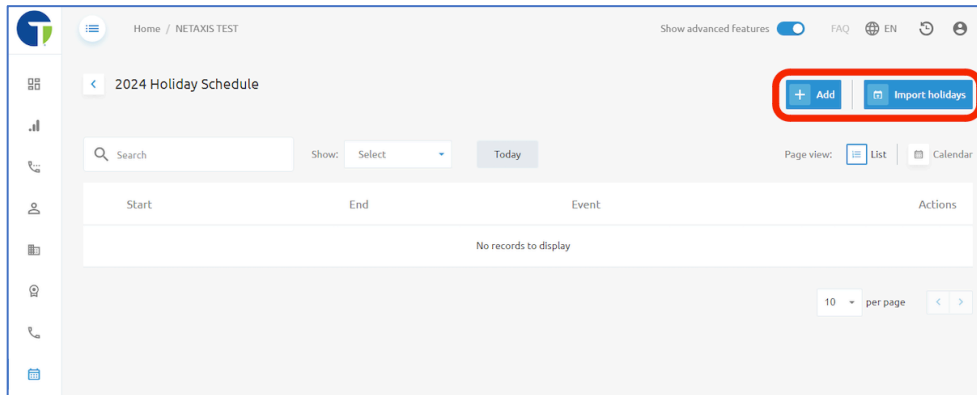 Home / NETAXIS TEST
Show advanced features
FAQ
EN
2024 Holiday Schedule
Add
Import holidays
Search
Show:
Select
Today
Page view:
List
Calendar
Start
End
Event
Actions
No records to display
10
per page